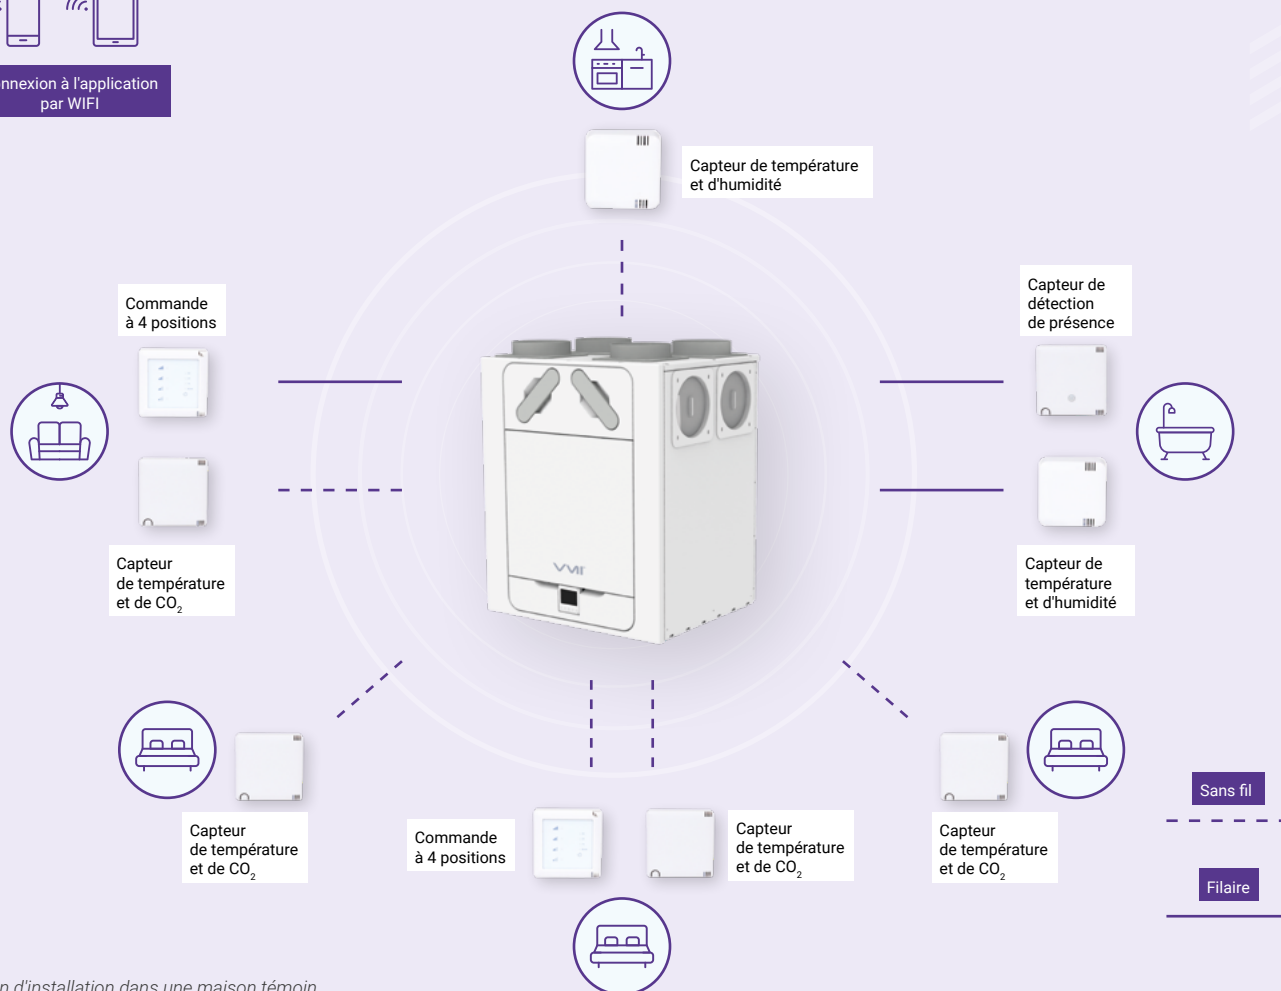 nnexion à l'application
par WIFI
Capteur de température
et d'humidité
Commande
à 4 positions
Capteur de
détection
de présence
Capteur
de température
et de CO₂
Capteur de
température
et d'humidité
Capteur
de température
et de CO₂
Commande
à 4 positions
Capteur
de température
et de CO₂
Capteur
de température
et de CO₂
Sans fil
Filaire
n d'installation dans une maison témoin